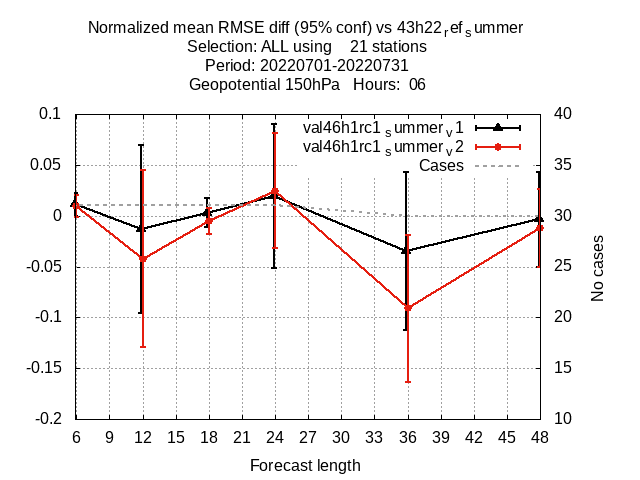 Normalized mean RMSE diff (95% conf) vs 43h22refsummer
Selection: ALL using 21 stations
Period: 20220701-20220731
Geopotential 150hPa Hours: 06
0.1 40
val46h1rc1summerv1
val46h1rc1summerv2
0.05 Cases 35
0 30
-0.05 25
-0.1 20
-0.15 15
-0.2 10
No cases
6 9 12 15 18 21 24 27 30 33 36 39 42 45 48
Forecast length